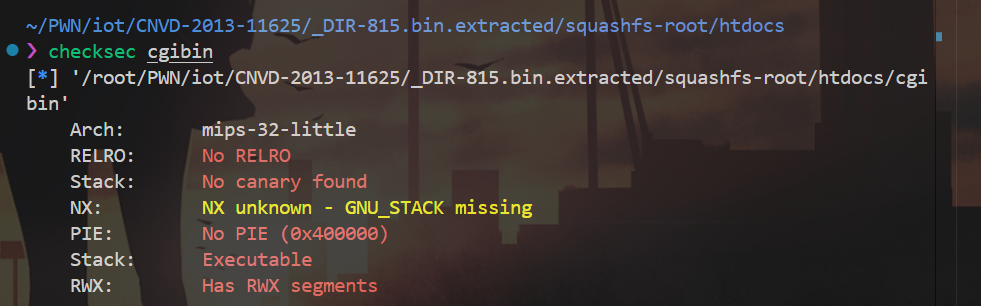 ~/PWN/iot/CNVD-2013-11625/_DIR-815.bin.extracted/squashfs-root/htdocs
❯ checksec cgibin
[*] '/root/PWN/iot/CNVD-2013-11625/_DIR-815.bin.extracted/squashfs-root/htdocs/cgi
bin'
Arch: mips-32-little
RELRO: No RELRO
Stack: No canary found
NX: NX unknown - GNU_STACK missing
PIE: No PIE (0x400000)
Stack: Executable
RWX: Has RWX segments